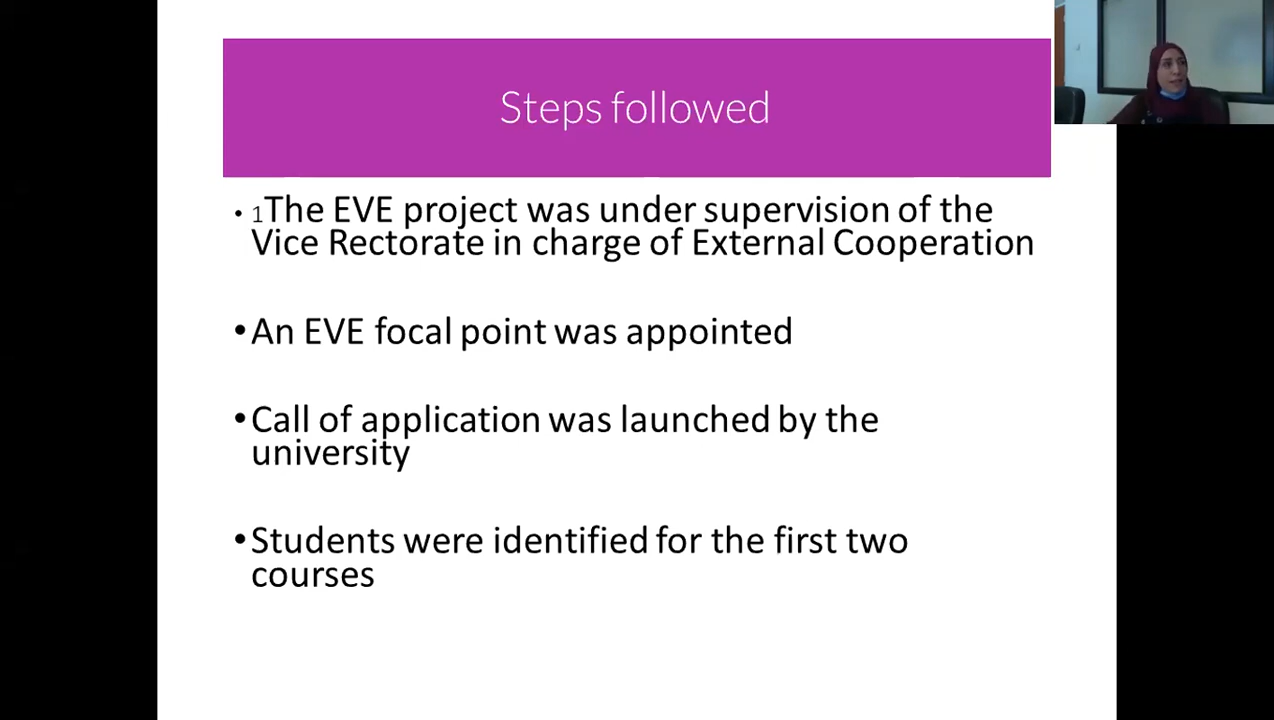 Steps followed
• 1The EVE project was under supervision of the
Vice Rectorate in charge of External Cooperation
• An EVE focal point was appointed
• Call of application was launched by the
university
• Students were identified for the first two
courses